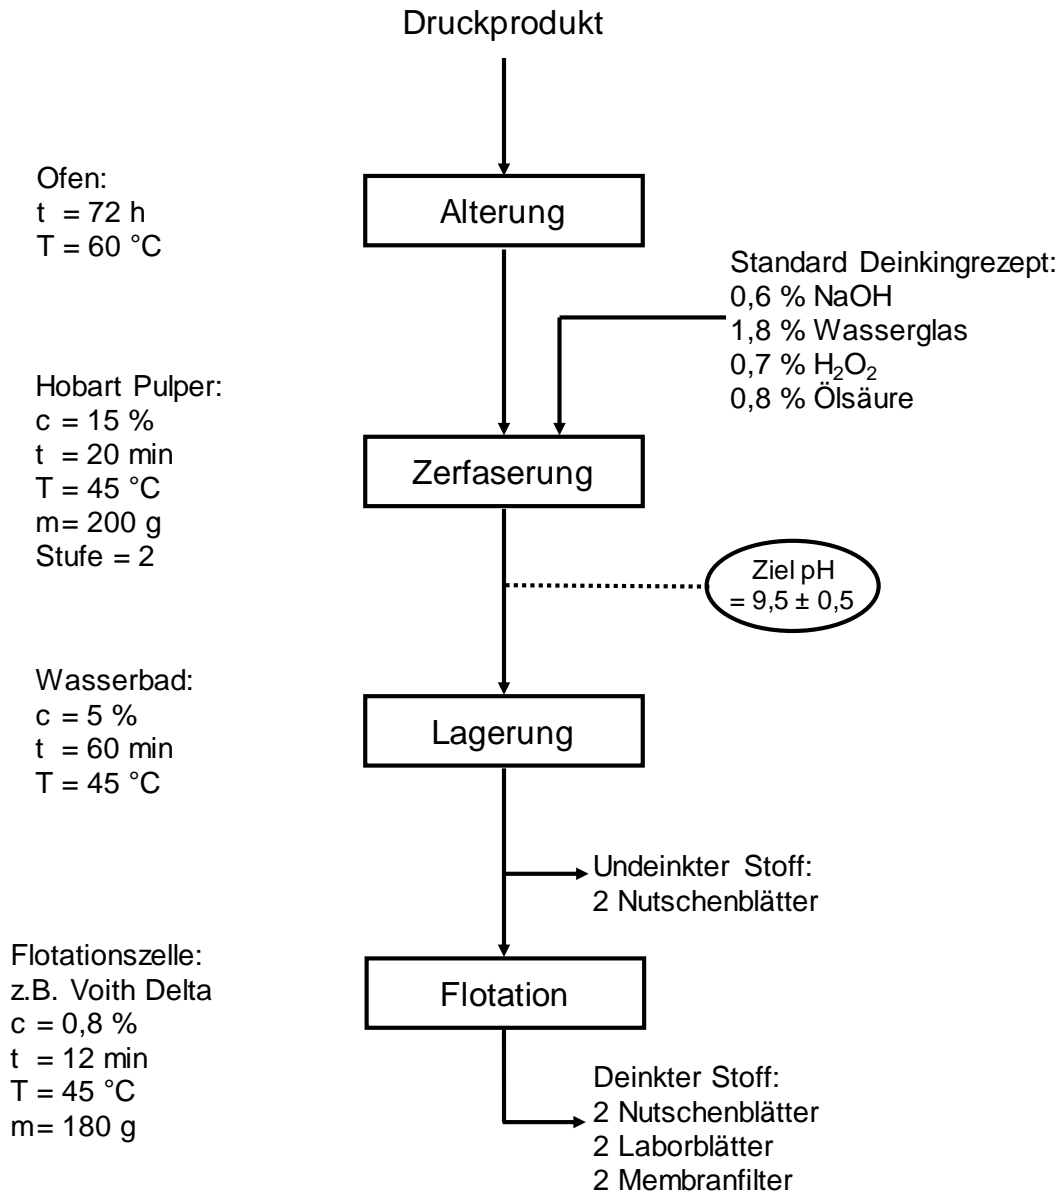 Druckprodukt
Ofen:
t = 72 h
T = 60 °C
Alterung
Standard Deinkingrezept:
0,6 % NaOH
1,8 % Wasserglas
0,7 % H₂O₂
0,8 % Ölsäure
Hobart Pulper:
c = 15 %
t = 20 min
T = 45 °C
m= 200 g
Stufe = 2
Zerfaserung
Ziel pH
= 9,5 ± 0,5
Wasserbad:
c = 5 %
t = 60 min
T = 45 °C
Lagerung
Undeinkter Stoff:
2 Nutschenblätter
Flotationszelle:
z.B. Voith Delta
c = 0,8 %
t = 12 min
T = 45 °C
m= 180 g
Flotation
Deinkter Stoff:
2 Nutschenblätter
2 Laborblätter
2 Membranfilter